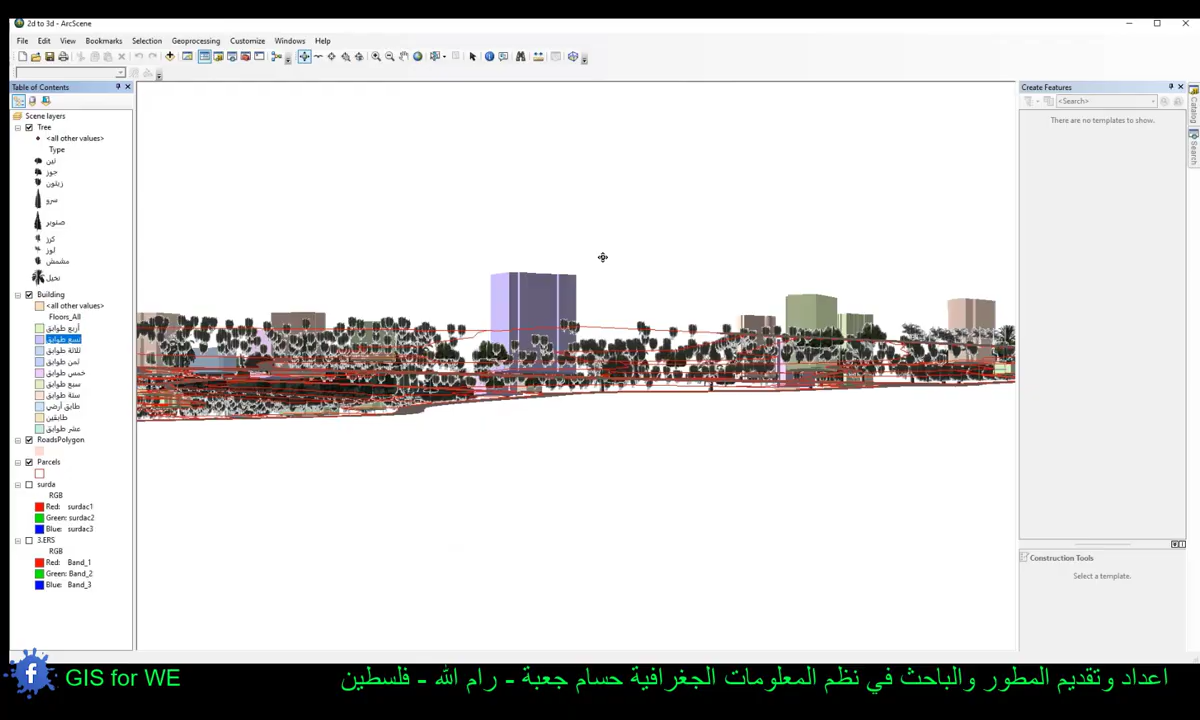 2d to 3d - ArcScene
File Edit View Bookmarks Selection Geoprocessing Customize Windows Help
Table of Contents
Scene layers
Tree
<all other values>
Type
تين
جوز
زيتون
سرو
صنوبر
كرز
لوز
مشمش
نخيل
Building
<all other values>
Floors_All
أربع طوابق
تسع طوابق
ثلاثة طوابق
ثمن طوابق
خمس طوابق
سبع طوابق
ستة طوابق
طابق أرضي
طابقين
عشر طوابق
RoadsPolygon
Parcels
surda
RGB
Red: surdac1
Green: surdac2
Blue: surdac3
3.ERS
RGB
Red: Band_1
Green: Band_2
Blue: Band_3
Create Features
<Search>
There are no templates to show.
Construction Tools
Select a template.
Catalog
Search
GIS for WE
اعداد وتقديم المطور والباحث في نظم المعلومات الجغرافية حسام جعبة - رام الله - فلسطين